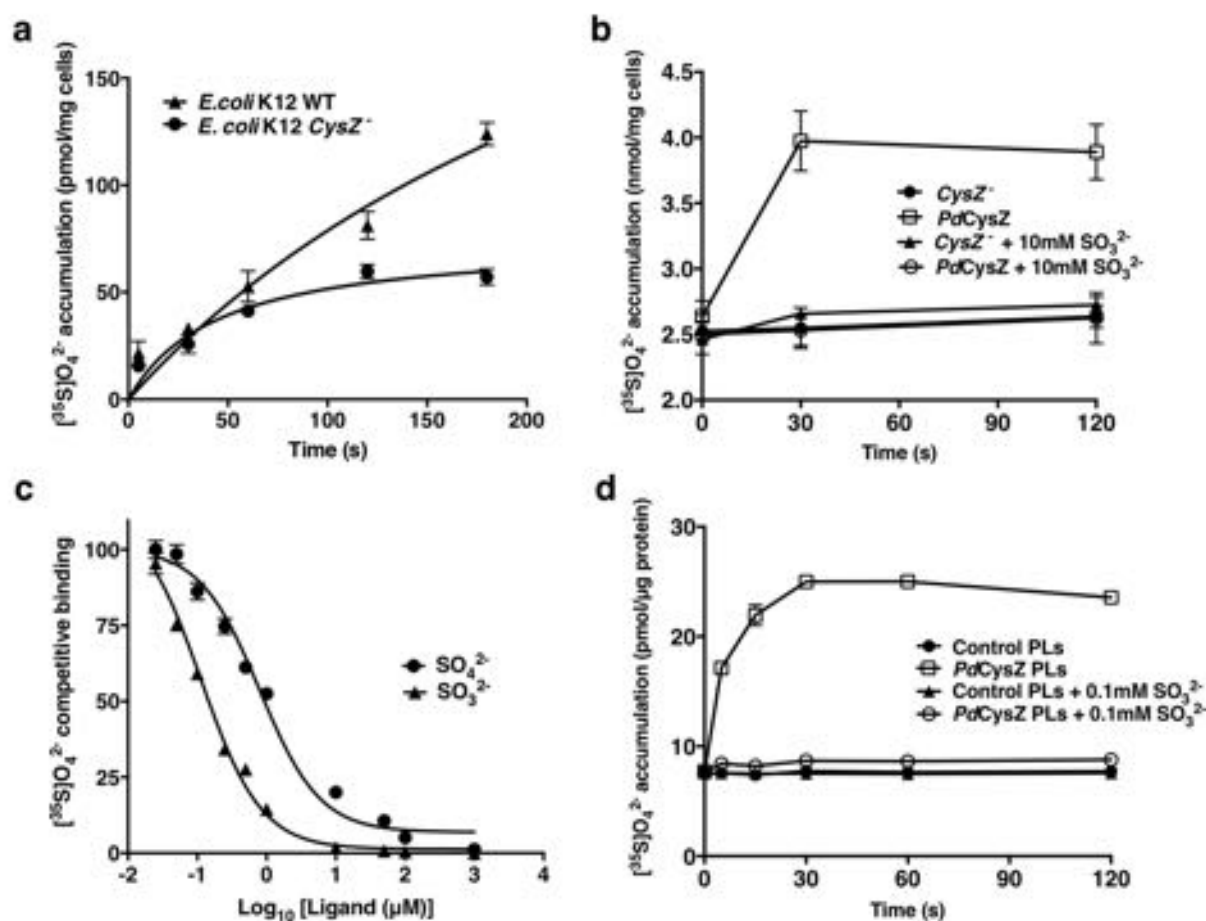 a
[³⁵S]O₄²⁻ accumulation (pmol/mg cells)
150
100
50
0
E.coli K12 WT
E. coli K12 CysZ⁻
0 50 100 150 200
Time (s)
b
[³⁵S]O₄²⁻ accumulation (nmol/mg cells)
4.5
4.0
3.5
3.0
2.5
2.0
CysZ⁻
PdCysZ
CysZ⁻ + 10mM SO₃²⁻
PdCysZ + 10mM SO₃²⁻
0 30 60 90 120
Time (s)
c
[³⁵S]O₄²⁻ competitive binding
100
75
50
25
0
SO₄²⁻
SO₃²⁻
-2 -1 0 1 2 3 4
Log₁₀ [Ligand (µM)]
d
[³⁵S]O₄²⁻ accumulation (pmol/µg protein)
30
20
10
0
Control PLs
PdCysZ PLs
Control PLs + 0.1mM SO₃²⁻
PdCysZ PLs + 0.1mM SO₃²⁻
0 30 60 90 120
Time (s)